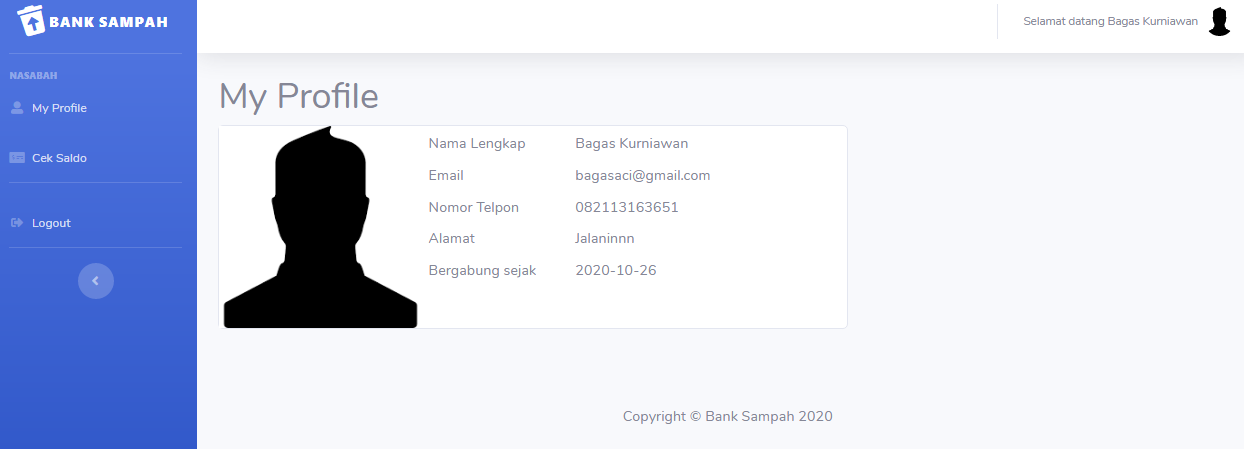 BANK SAMPAH
Selamat datang Bagas Kurniawan
NASABAH
My Profile
Cek Saldo
Logout
My Profile
Nama Lengkap Bagas Kurniawan
Email bagasaci@gmail.com
Nomor Telpon 082113163651
Alamat Jalaninnn
Bergabung sejak 2020-10-26
Copyright © Bank Sampah 2020